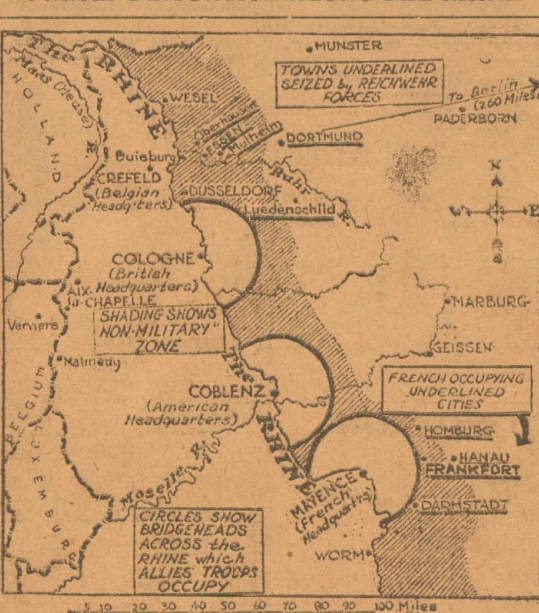 The RHINE
Maas (Meuse) R
HOLLAND
MUNSTER
TOWNS UNDERLINED
SEIZED by REICHWEHR
FORCES
To Berlin
(260 Miles)
PADERBORN
WESEL
Oberhausen
ESSEN
Mulheim
DORTMUND
Duisburg
CREFELD
(Belgian
Headq'ters)
DUSSELDORF
Ruhr R.
Luedenschild
N
W
E
S
COLOGNE
(British
Headquarters)
Aix-
la-CHAPELLE
SHADING SHOWS
NON-MILITARY"
ZONE
Verviers
Malmedy
MARBURG
GEISSEN
The
RHINE
COBLENZ
(American
Headquarters)
FRENCH OCCUPYING
UNDERLINED
CITIES
BELGIUM
LUXEMBURG
Moselle R.
HOMBURG
HANAU
FRANKFORT
MAYENCE
(French
Headquarters)
DARMSTADT
WORM
CIRCLES SHOW
BRIDGEHEADS
ACROSS the
RHINE which
ALLIES' TROOPS
OCCUPY
5 10 20 30 40 50 60 70 80 90 100 Miles